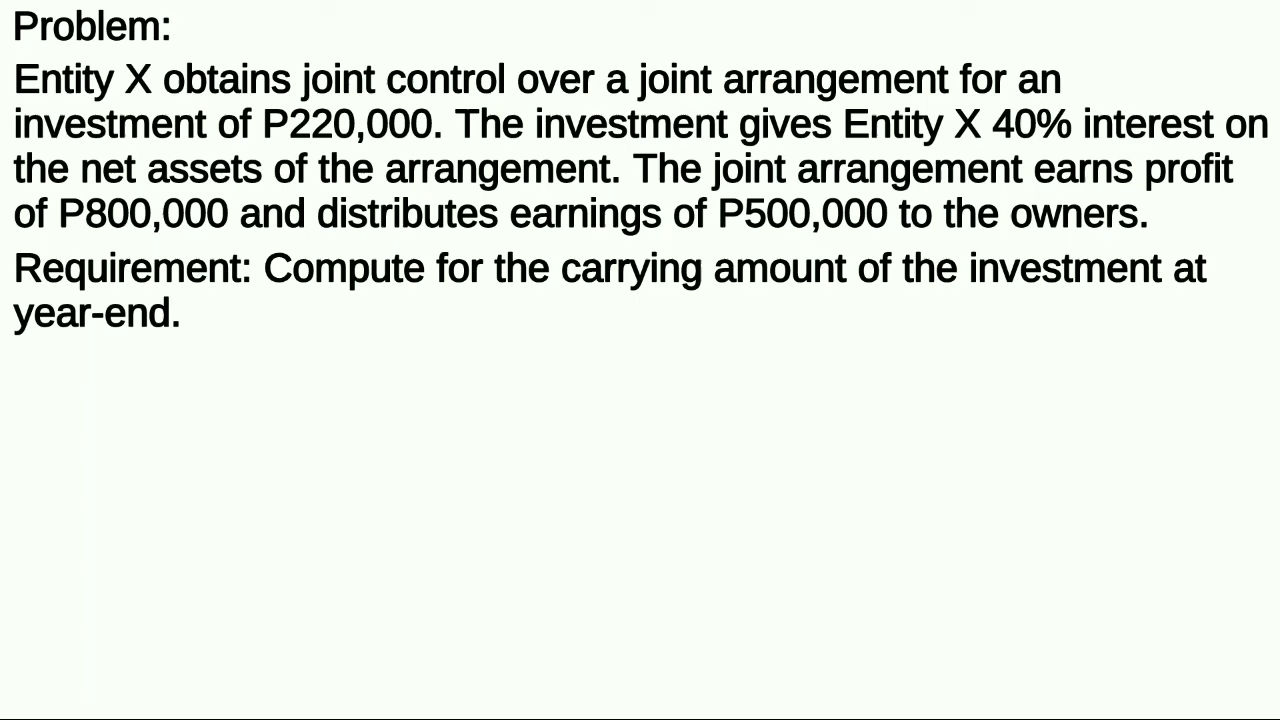 Problem:
Entity X obtains joint control over a joint arrangement for an
investment of P220,000. The investment gives Entity X 40% interest on
the net assets of the arrangement. The joint arrangement earns profit
of P800,000 and distributes earnings of P500,000 to the owners.
Requirement: Compute for the carrying amount of the investment at
year-end.